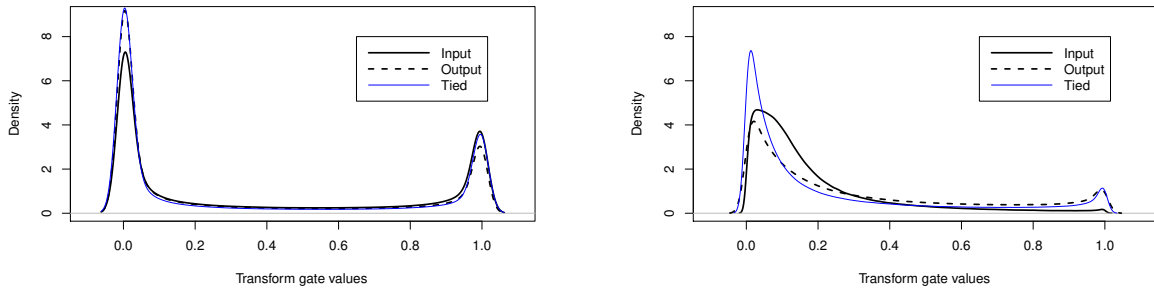 Density
8
6
4
2
0
Input
Output
Tied
0.0 0.2 0.4 0.6 0.8 1.0
Transform gate values
Density
8
6
4
2
0
Input
Output
Tied
0.0 0.2 0.4 0.6 0.8 1.0
Transform gate values